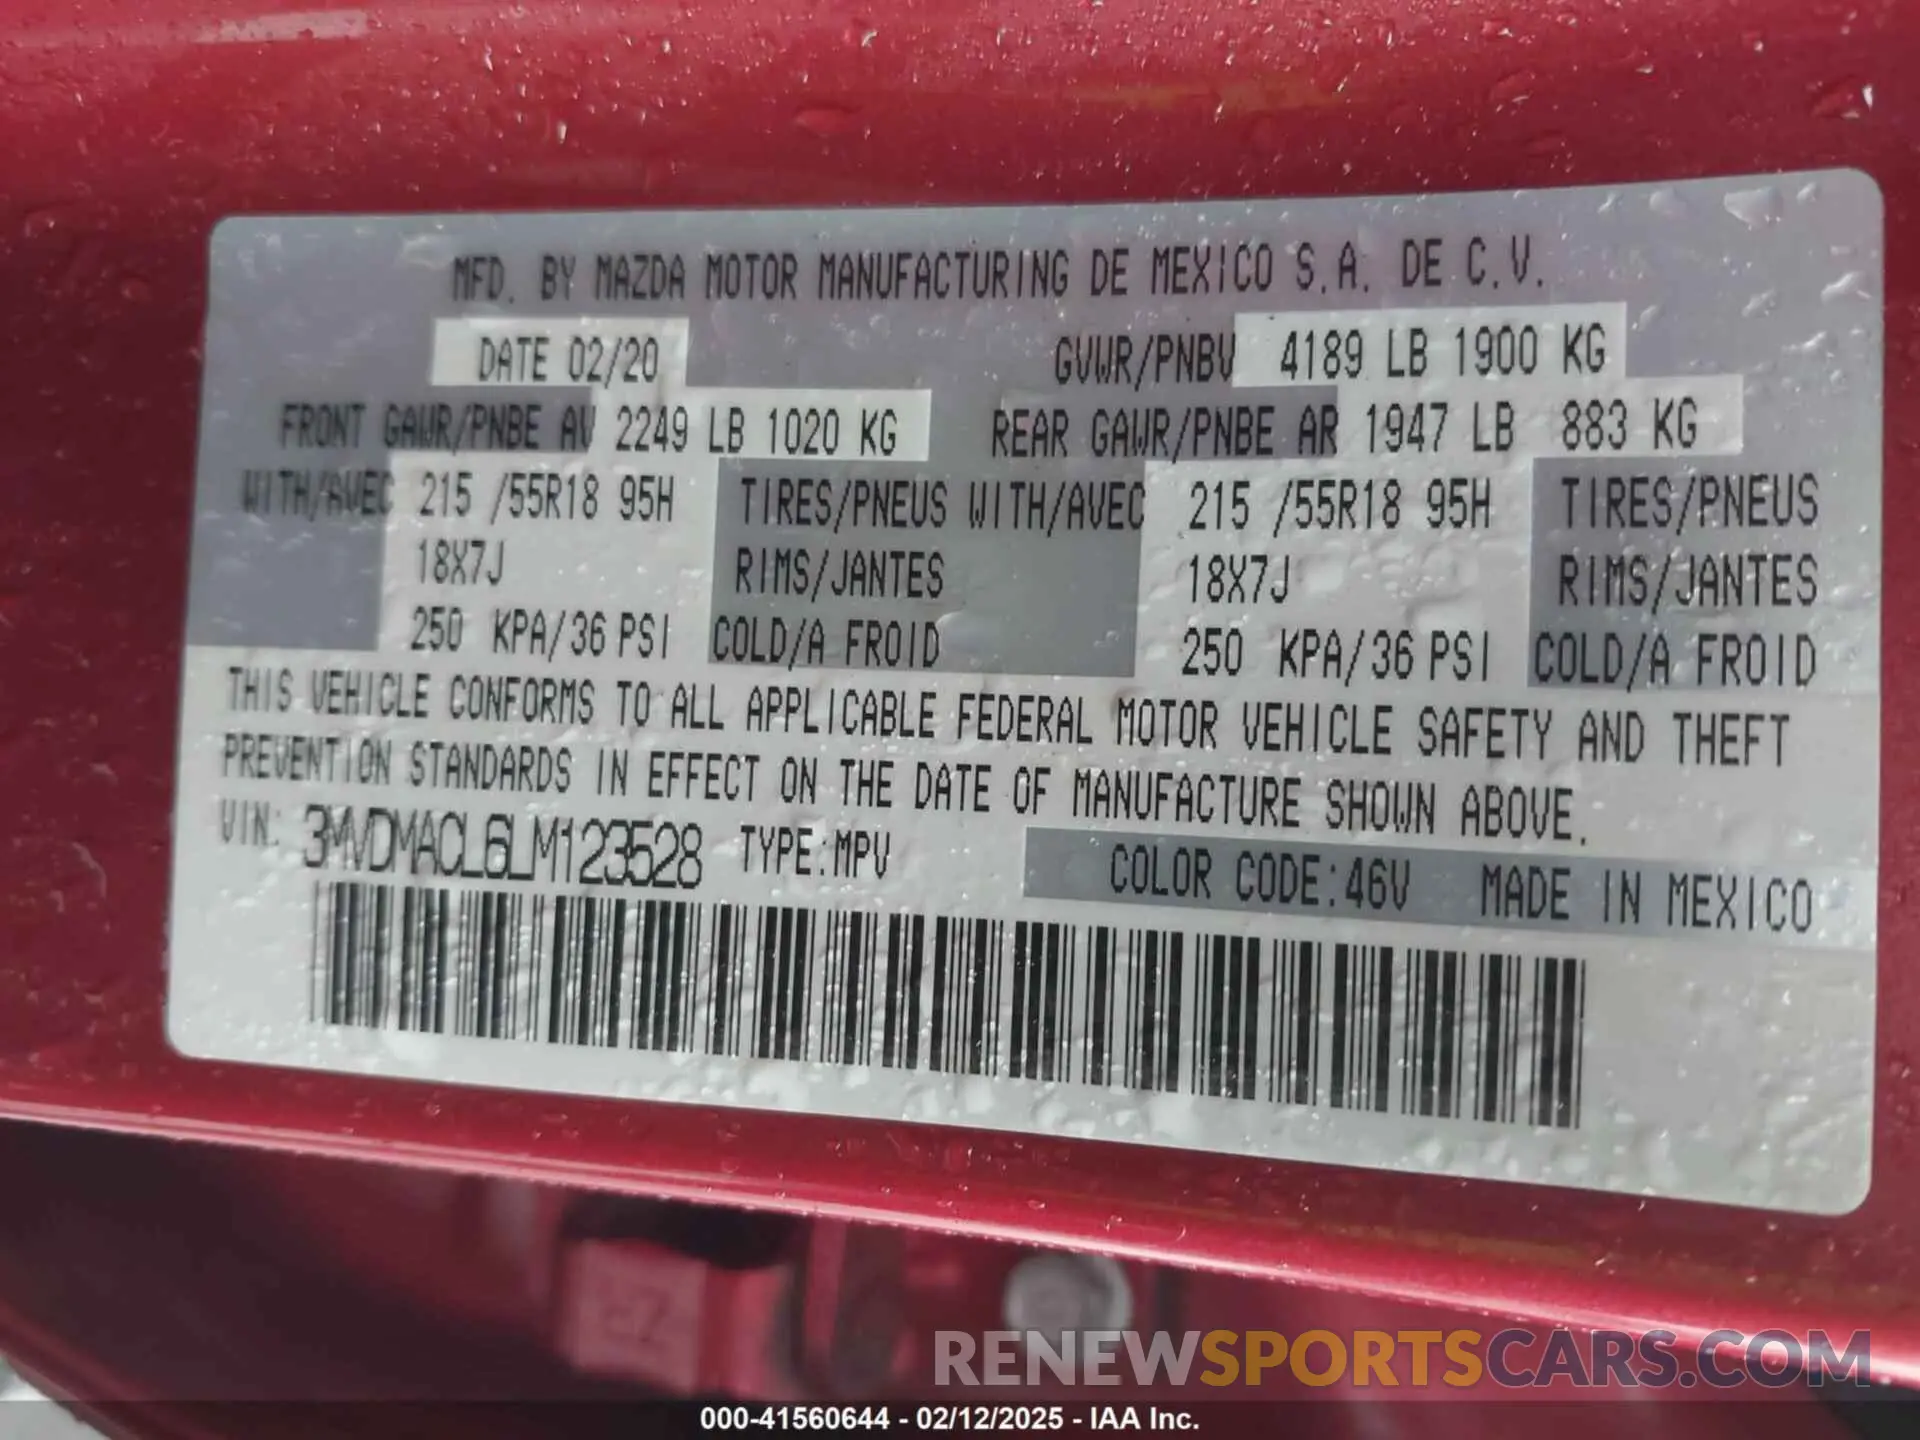 MFD. BY MAZDA MOTOR MANUFACTURING DE MEXICO S.A. DE C.V.
DATE 02/20 GVWR/PNBV 4189 LB 1900 KG
FRONT GAWR/PNBE AV 2249 LB 1020 KG REAR GAWR/PNBE AR 1947 LB 883 KG
WITH/AVEC 215 /55R18 95H TIRES/PNEUS WITH/AVEC 215 /55R18 95H TIRES/PNEUS
18X7J RIMS/JANTES 18X7J RIMS/JANTES
250 KPA/36 PSI COLD/A FROID 250 KPA/36 PSI COLD/A FROID
THIS VEHICLE CONFORMS TO ALL APPLICABLE FEDERAL MOTOR VEHICLE SAFETY AND THEFT
PREVENTION STANDARDS IN EFFECT ON THE DATE OF MANUFACTURE SHOWN ABOVE.
VIN: 3MVDMACL6LM123528 TYPE:MPV COLOR CODE:46V MADE IN MEXICO
RENEWSPORTSCARS.COM
000-41560644 - 02/12/2025 - IAA Inc.